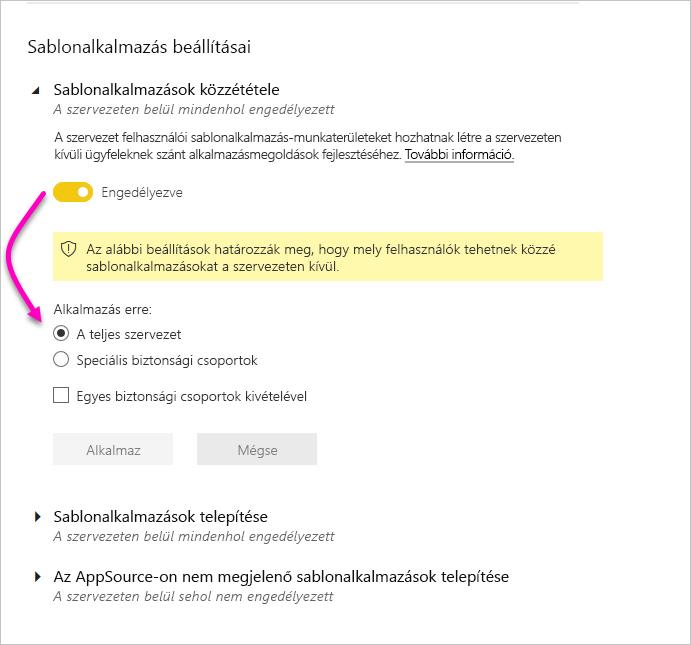 Sablonalkalmazás beállításai
Sablonalkalmazások közzététele
A szervezeten belül mindenhol engedélyezett
A szervezet felhasználói sablonalkalmazás-munkaterületeket hozhatnak létre a szervezeten
kívüli ügyfeleknek szánt alkalmazásmegoldások fejlesztéséhez. További információ.
Engedélyezve
Az alábbi beállítások határozzák meg, hogy mely felhasználók tehetnek közzé
sablonalkalmazásokat a szervezeten kívül.
Alkalmazás erre:
A teljes szervezet
Speciális biztonsági csoportok
Egyes biztonsági csoportok kivételével
Alkalmaz Mégse
Sablonalkalmazások telepítése
A szervezeten belül mindenhol engedélyezett
Az AppSource-on nem megjelenő sablonalkalmazások telepítése
A szervezeten belül sehol nem engedélyezett